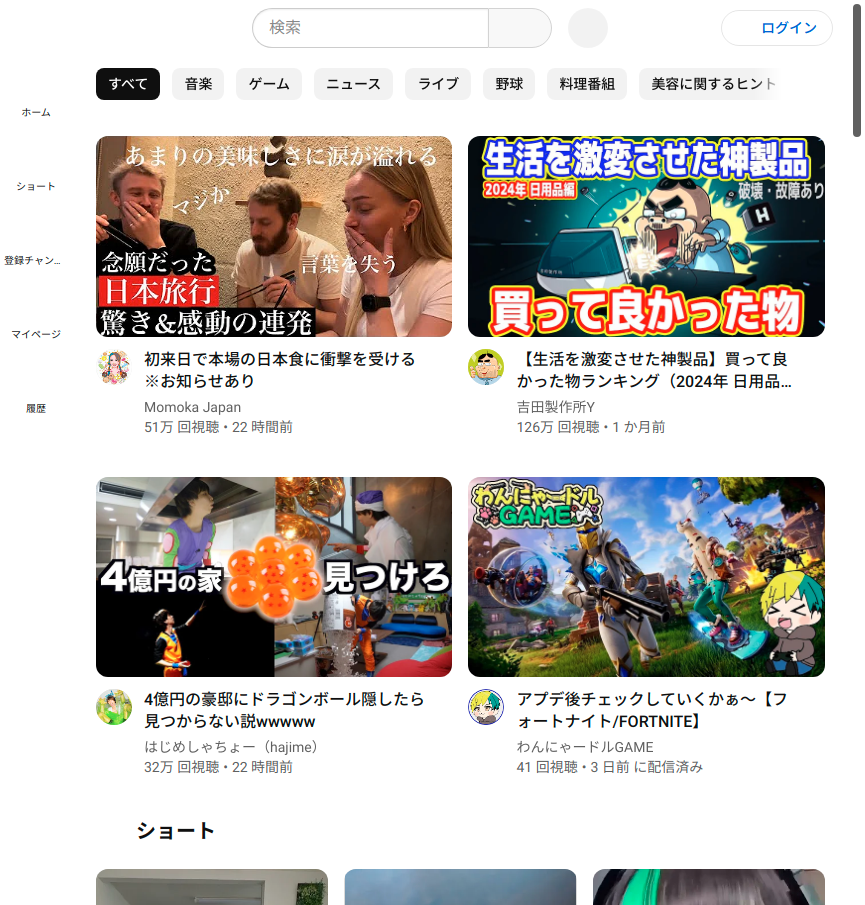 検索
ログイン
すべて
音楽
ゲーム
ニュース
ライブ
野球
料理番組
美容に関するヒント
ホーム
ショート
登録チャン…
マイページ
履歴
あまりの美味しさに涙が溢れる
マジか
言葉を失う
念願だった
日本旅行
驚き&感動の連発
初来日で本場の日本食に衝撃を受ける
※お知らせあり
Momoka Japan
51万 回視聴・22 時間前
生活を激変させた神製品
2024年 日用品編
破壊・故障あり
H
買って良かった物
【生活を激変させた神製品】買って良
かった物ランキング（2024年 日用品…
吉田製作所Y
126万 回視聴・1 か月前
4億円の家
見つけろ
4億円の豪邸にドラゴンボール隠したら
見つからない説wwwww
はじめしゃちょー（hajime）
32万 回視聴・22 時間前
わんにゃードル
GAME
アプデ後チェックしていくかぁ〜【フ
ォートナイト/FORTNITE】
わんにゃードルGAME
41 回視聴・3 日前 に配信済み
ショート